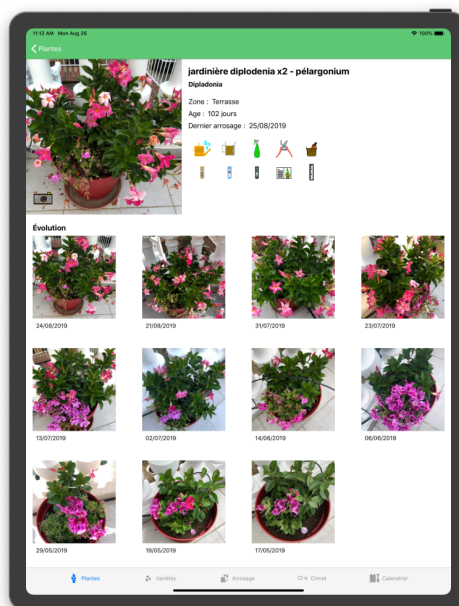 11:12 AM Mon Aug 26
100%
Plantes
jardinière diplodenia x2 - pélargonium
Dipladonia
Zone : Terrasse
Age : 102 jours
Dernier arrosage : 25/08/2019
Évolution
24/08/2019
21/08/2019
31/07/2019
23/07/2019
13/07/2019
02/07/2019
14/06/2019
06/06/2019
29/05/2019
19/05/2019
17/05/2019
Plantes
Variétés
Arrosage
Climat
Calendrier